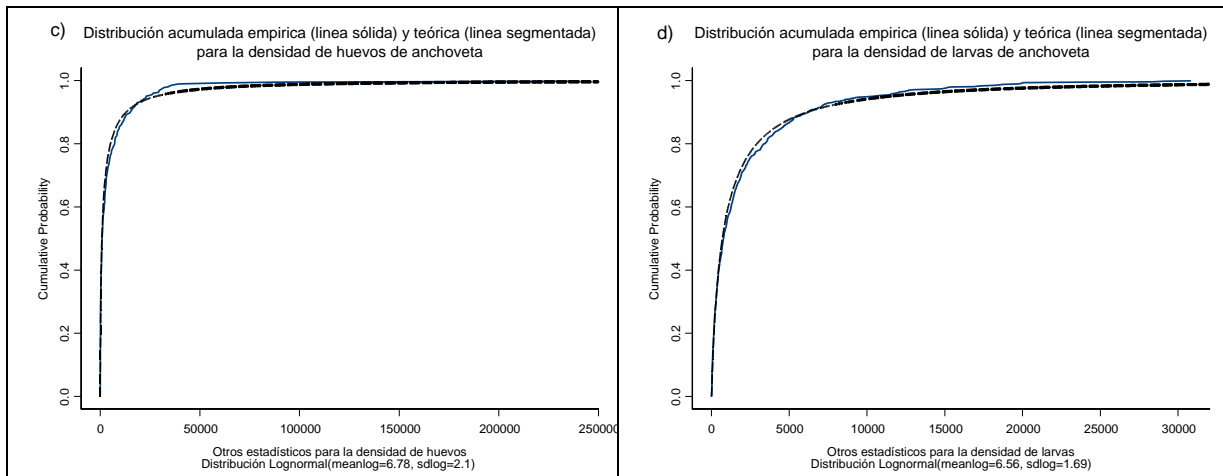 c) Distribución acumulada empirica (linea sólida) y teórica (linea segmentada)
para la densidad de huevos de anchoveta
Cumulative Probability
1.0
0.8
0.6
0.4
0.2
0.0
0 50000 100000 150000 200000 250000
Otros estadísticos para la densidad de huevos
Distribución Lognormal(meanlog=6.78, sdlog=2.1)
d) Distribución acumulada empirica (linea sólida) y teórica (linea segmentada)
para la densidad de larvas de anchoveta
Cumulative Probability
1.0
0.8
0.6
0.4
0.2
0.0
0 5000 10000 15000 20000 25000 30000
Otros estadísticos para la densidad de larvas
Distribución Lognormal(meanlog=6.56, sdlog=1.69)